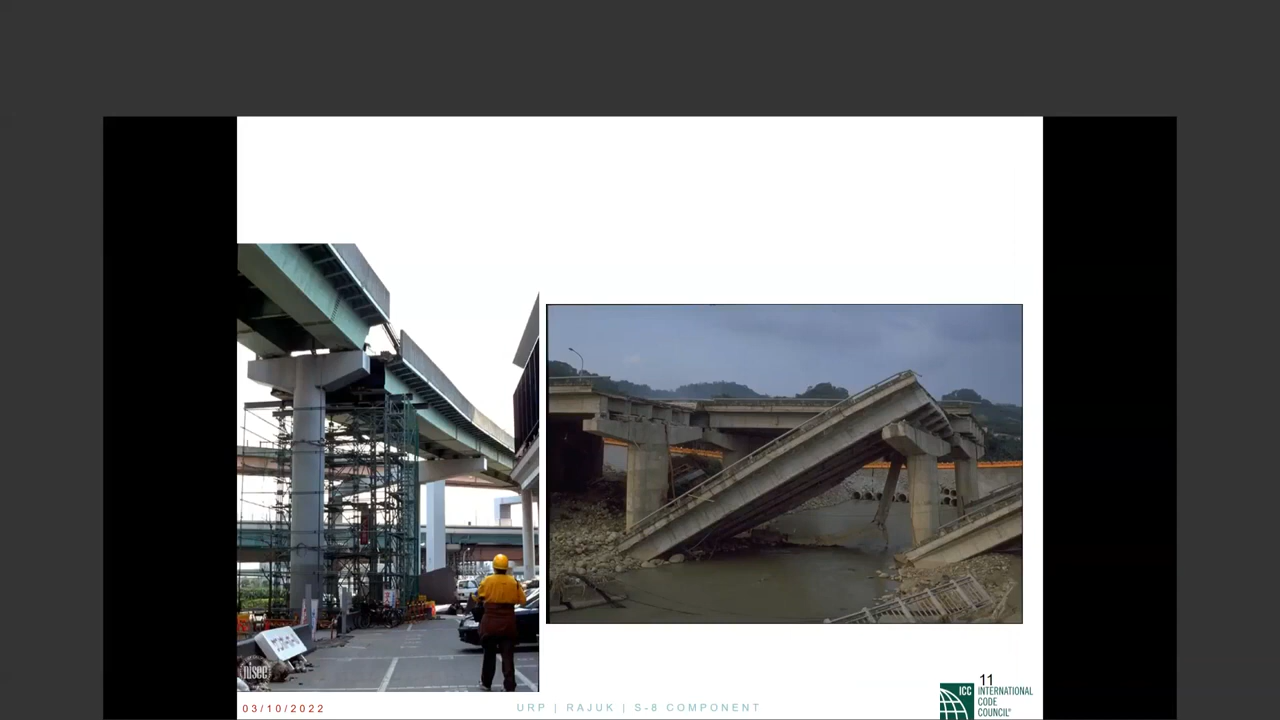 nisee
03/10/2022
URP | RAJUK | S-8 COMPONENT
11
ICC
INTERNATIONAL
CODE
COUNCIL®